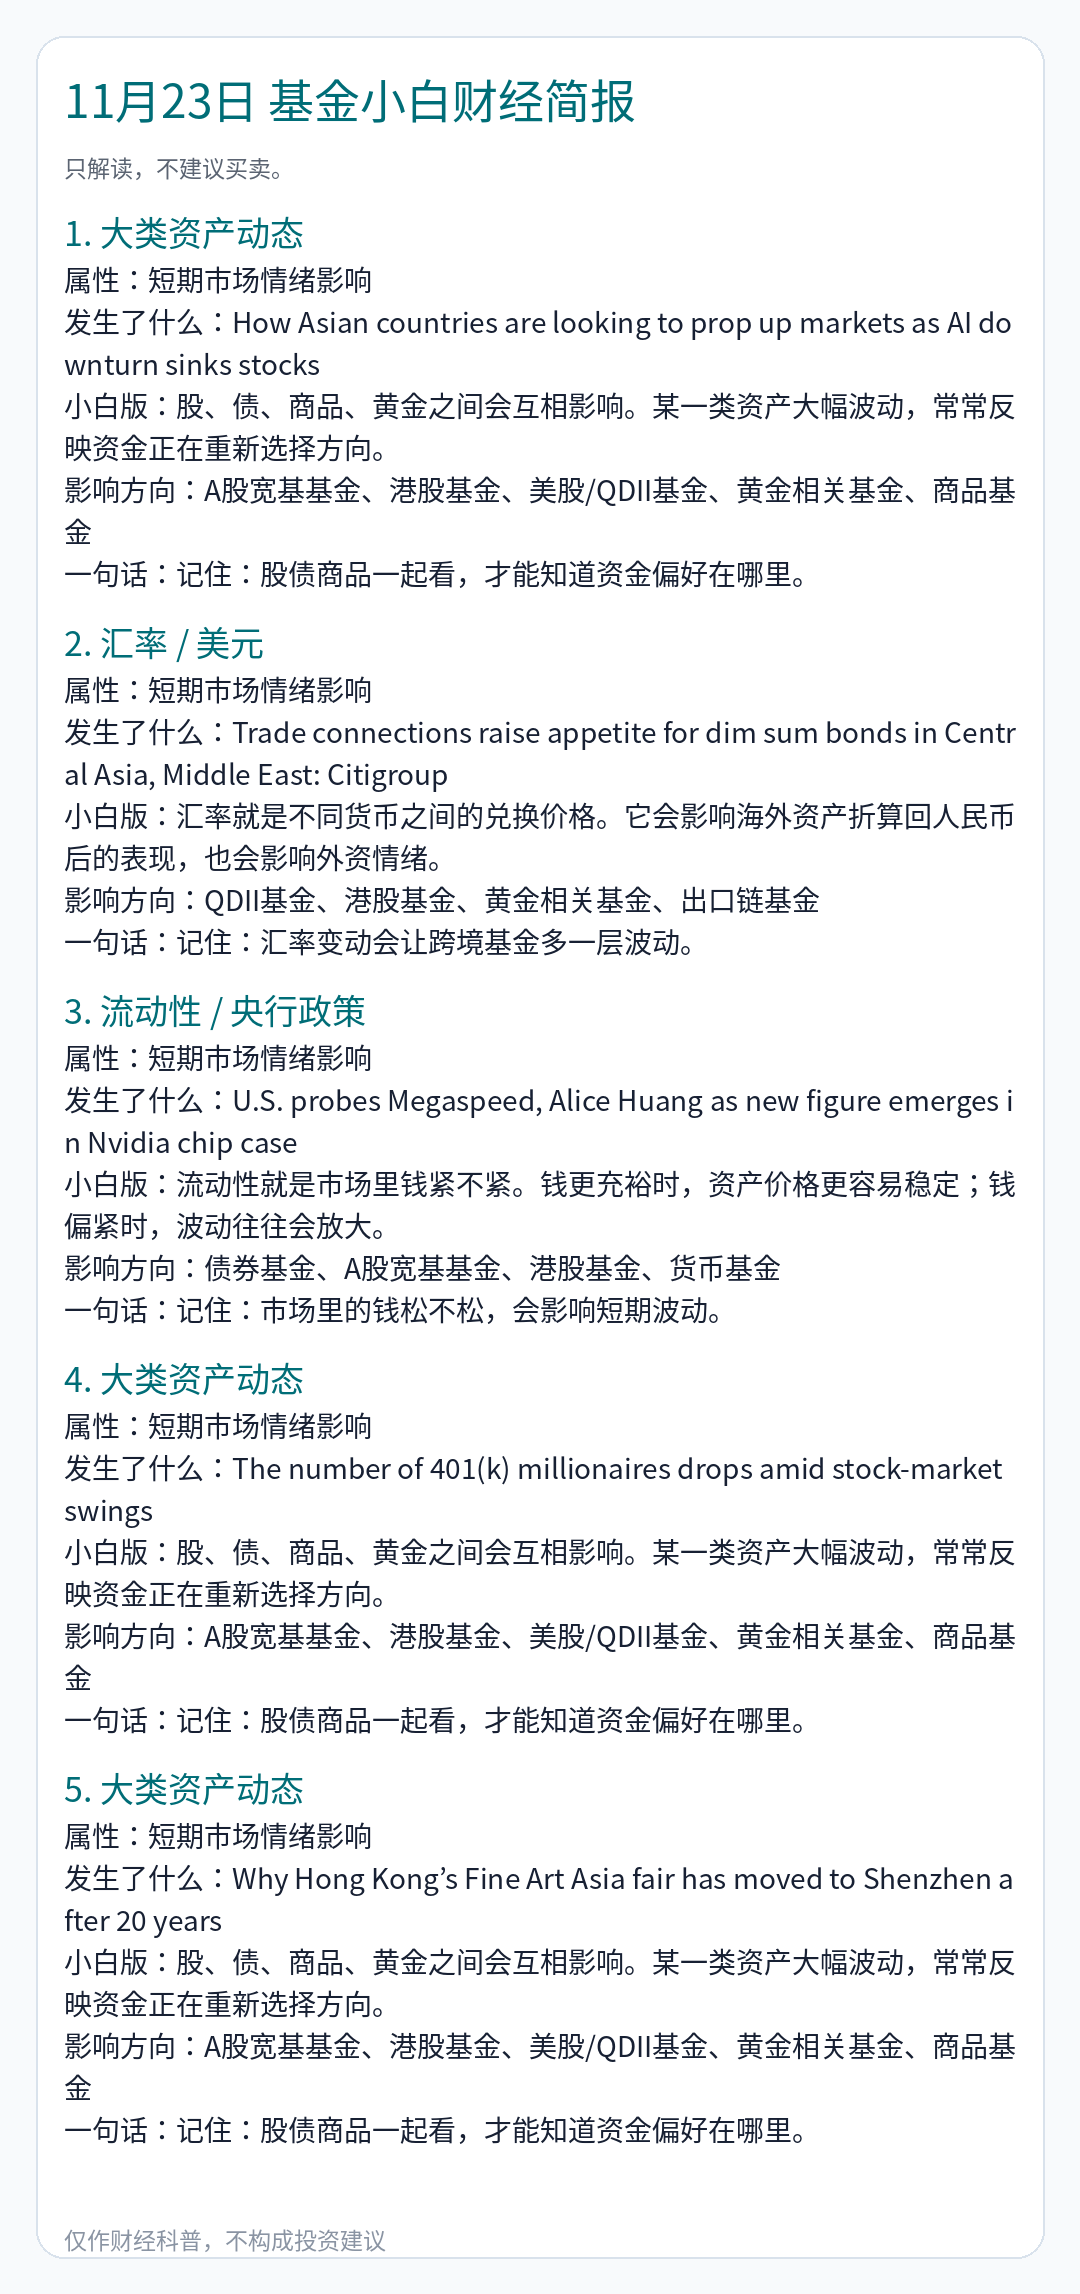 11月23日 基金小白财经简报
只解读，不建议买卖。
1. 大类资产动态
属性：短期市场情绪影响
发生了什么：How Asian countries are looking to prop up markets as AI do
wnturn sinks stocks
小白版：股、债、商品、黄金之间会互相影响。某一类资产大幅波动，常常反
映资金正在重新选择方向。
影响方向：A股宽基基金、港股基金、美股/QDII基金、黄金相关基金、商品基
金
一句话：记住：股债商品一起看，才能知道资金偏好在哪里。
2. 汇率 / 美元
属性：短期市场情绪影响
发生了什么：Trade connections raise appetite for dim sum bonds in Centr
al Asia, Middle East: Citigroup
小白版：汇率就是不同货币之间的兑换价格。它会影响海外资产折算回人民币
后的表现，也会影响外资情绪。
影响方向：QDII基金、港股基金、黄金相关基金、出口链基金
一句话：记住：汇率变动会让跨境基金多一层波动。
3. 流动性 / 央行政策
属性：短期市场情绪影响
发生了什么：U.S. probes Megaspeed, Alice Huang as new figure emerges i
n Nvidia chip case
小白版：流动性就是市场里钱紧不紧。钱更充裕时，资产价格更容易稳定；钱
偏紧时，波动往往会放大。
影响方向：债券基金、A股宽基基金、港股基金、货币基金
一句话：记住：市场里的钱松不松，会影响短期波动。
4. 大类资产动态
属性：短期市场情绪影响
发生了什么：The number of 401(k) millionaires drops amid stock-market
swings
小白版：股、债、商品、黄金之间会互相影响。某一类资产大幅波动，常常反
映资金正在重新选择方向。
影响方向：A股宽基基金、港股基金、美股/QDII基金、黄金相关基金、商品基
金
一句话：记住：股债商品一起看，才能知道资金偏好在哪里。
5. 大类资产动态
属性：短期市场情绪影响
发生了什么：Why Hong Kong’s Fine Art Asia fair has moved to Shenzhen a
fter 20 years
小白版：股、债、商品、黄金之间会互相影响。某一类资产大幅波动，常常反
映资金正在重新选择方向。
影响方向：A股宽基基金、港股基金、美股/QDII基金、黄金相关基金、商品基
金
一句话：记住：股债商品一起看，才能知道资金偏好在哪里。
仅作财经科普，不构成投资建议